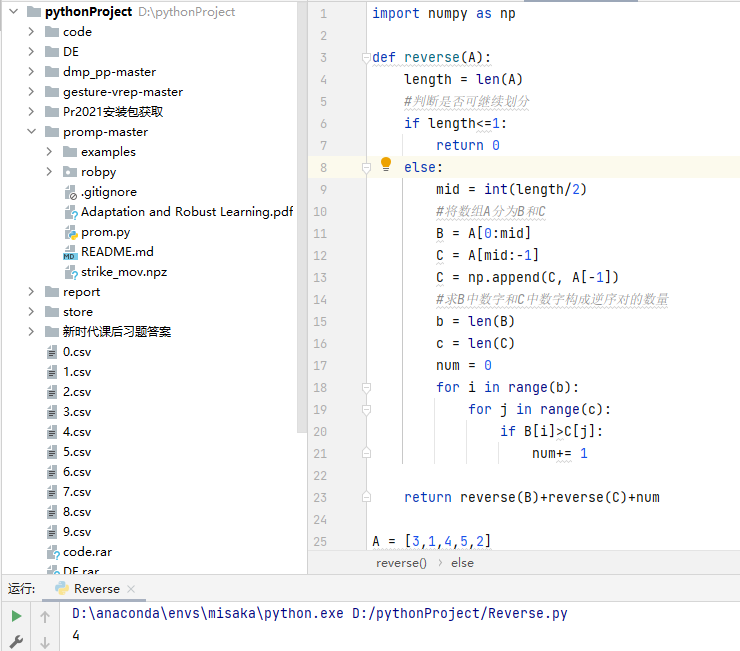 pythonProject D:\pythonProject
code
DE
dmp_pp-master
gesture-vrep-master
Pr2021安装包获取
promp-master
examples
robpy
.gitignore
Adaptation and Robust Learning.pdf
prom.py
README.md
strike_mov.npz
report
store
新时代课后习题答案
0.csv
1.csv
2.csv
3.csv
4.csv
5.csv
6.csv
7.csv
8.csv
9.csv
code.rar
DE.rar
1 import numpy as np
2
3 def reverse(A):
4 length = len(A)
5 #判断是否可继续划分
6 if length<=1:
7 return 0
8 else:
9 mid = int(length/2)
10 #将数组A分为B和C
11 B = A[0:mid]
12 C = A[mid:-1]
13 C = np.append(C, A[-1])
14 #求B中数字和C中数字构成逆序对的数量
15 b = len(B)
16 c = len(C)
17 num = 0
18 for i in range(b):
19 for j in range(c):
20 if B[i]>C[j]:
21 num+= 1
22
23 return reverse(B)+reverse(C)+num
24
25 A = [3,1,4,5,2]
reverse() › else
运行: Reverse ×
D:\anaconda\envs\misaka\python.exe D:/pythonProject/Reverse.py
4